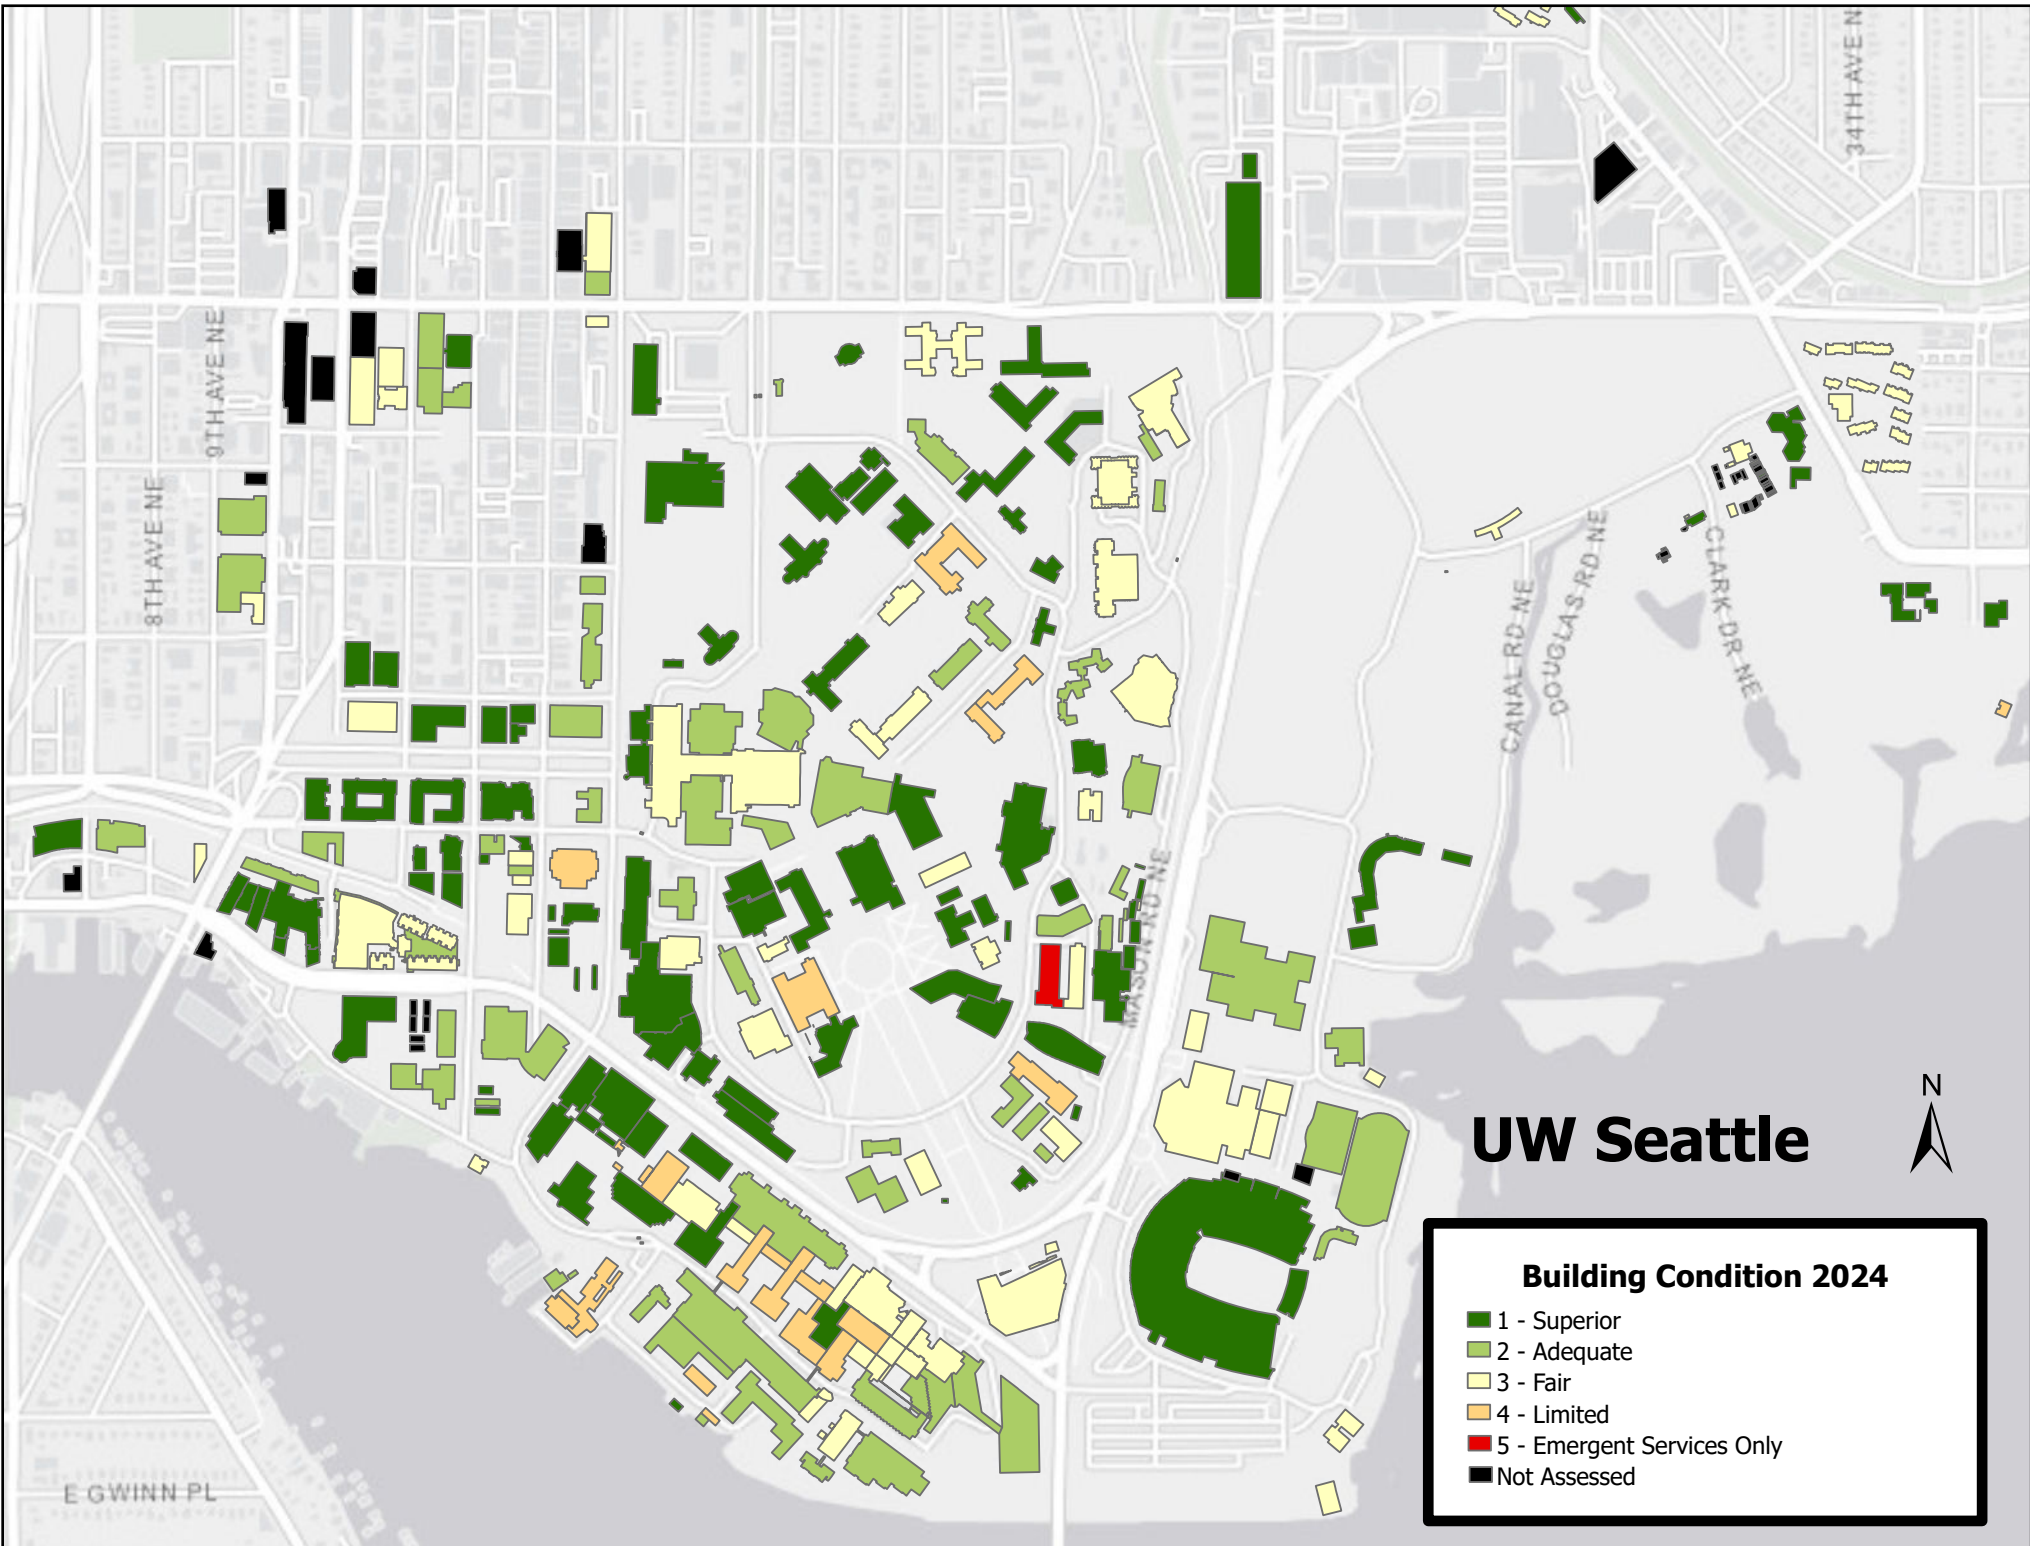 34TH AVE N
9TH AVE NE
8TH AVE NE
CANAL RD NE
DOUGLAS RD NE
CLARK DR NE
MASON RD NE
E GWINN PL
N
UW Seattle
Building Condition 2024
1 - Superior
2 - Adequate
3 - Fair
4 - Limited
5 - Emergent Services Only
Not Assessed